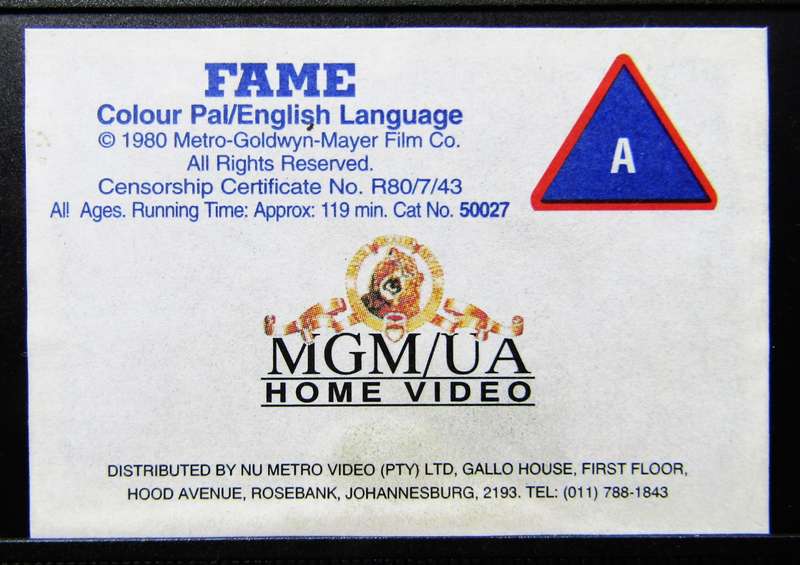 FAME
Colour Pal/English Language
© 1980 Metro-Goldwyn-Mayer Film Co.
All Rights Reserved.
Censorship Certificate No. R80/7/43
All Ages. Running Time: Approx: 119 min. Cat No. 50027
A
MGM/UA
HOME VIDEO
DISTRIBUTED BY NU METRO VIDEO (PTY) LTD, GALLO HOUSE, FIRST FLOOR,
HOOD AVENUE, ROSEBANK, JOHANNESBURG, 2193. TEL: (011) 788-1843